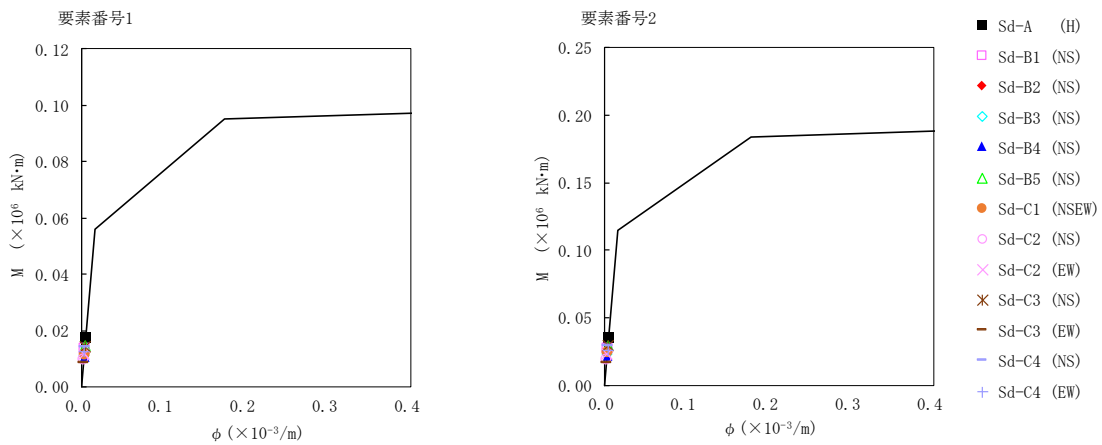 要素番号1
0.12
0.10
0.08
0.06
0.04
0.02
0.00
M (×10⁶ kN·m)
0.0 0.1 0.2 0.3 0.4
φ(×10⁻³/m)
要素番号2
0.25
0.20
0.15
0.10
0.05
0.00
M (×10⁶ kN·m)
0.0 0.1 0.2 0.3 0.4
φ(×10⁻³/m)
Sd-A (H)
Sd-B1 (NS)
Sd-B2 (NS)
Sd-B3 (NS)
Sd-B4 (NS)
Sd-B5 (NS)
Sd-C1 (NSEW)
Sd-C2 (NS)
Sd-C2 (EW)
Sd-C3 (NS)
Sd-C3 (EW)
Sd-C4 (NS)
Sd-C4 (EW)